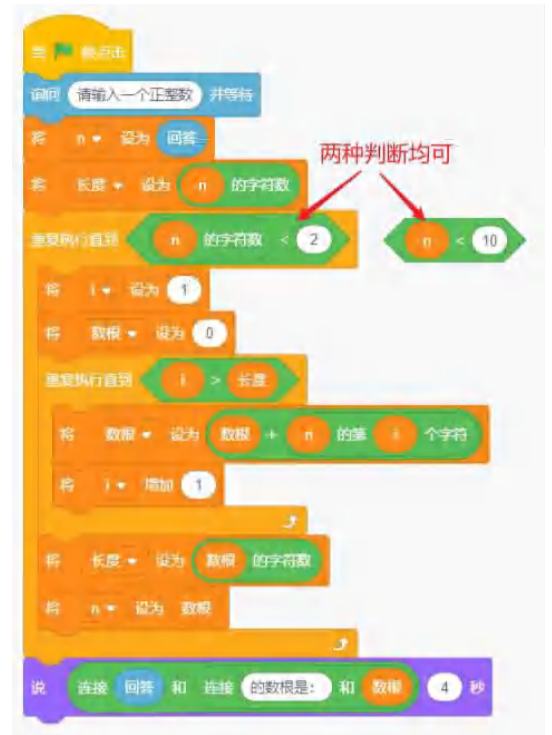 当 被点击
询问 请输入一个正整数 并等待
将 n 设为 回答
两种判断均可
将 长度 设为 n 的字符数
重复执行直到 n 的字符数 < 2
n < 10
将 i 设为 1
将 数根 设为 0
重复执行直到 i > 长度
将 数根 设为 数根 + n 的第 i 个字符
将 i 增加 1
将 长度 设为 数根 的字符数
将 n 设为 数根
说 连接 回答 和 连接 的数根是： 和 数根 4 秒